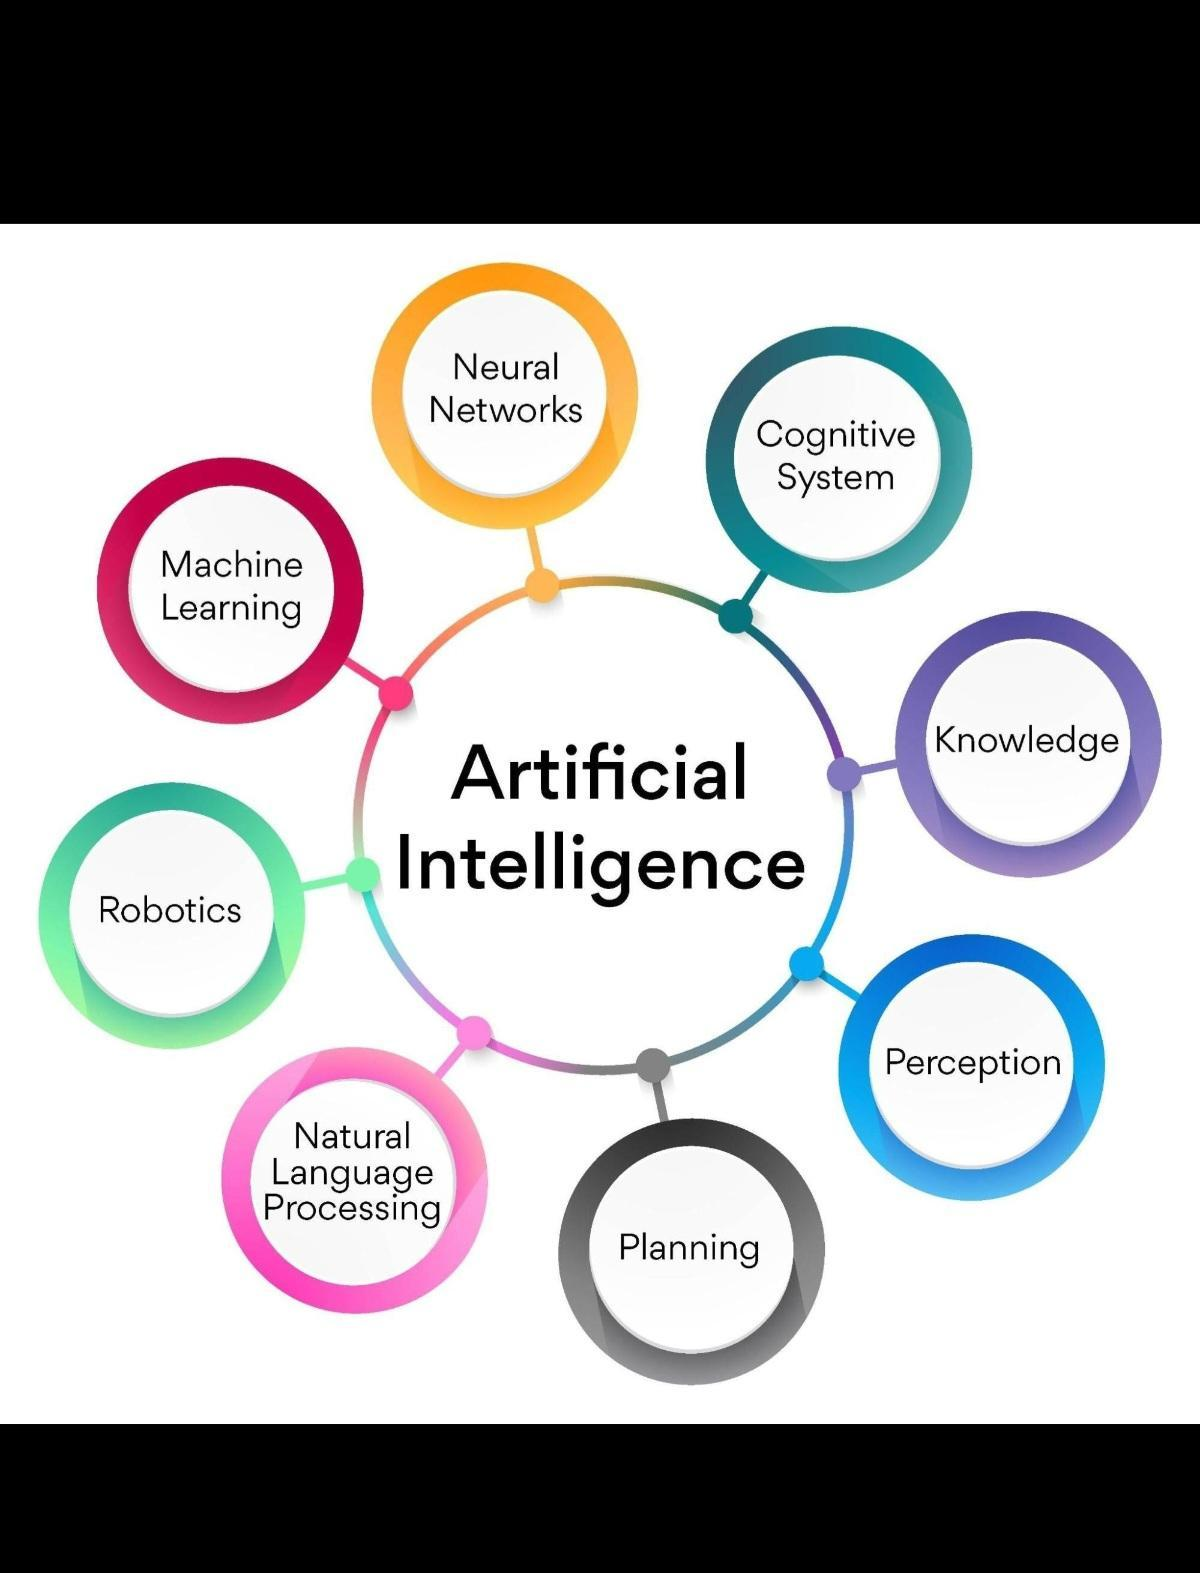 Neural
Networks
Cognitive
System
Machine
Learning
Knowledge
Artificial
Intelligence
Robotics
Perception
Natural
Language
Processing
Planning